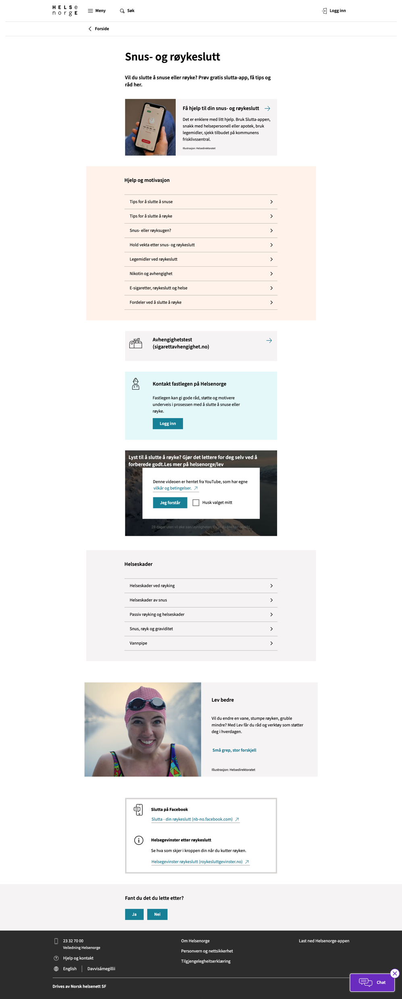 HELSe
norgE
Meny
Søk
Logg inn
Forside
Snus- og røykeslutt
Vil du slutte å snuse eller røyke? Prøv gratis slutta-app, få tips og
råd her.
Få hjelp til din snus- og røykeslutt
Det er enklere med litt hjelp. Bruk Slutta-appen,
snakk med helsepersonell eller apotek, bruk
legemidler, sjekk tilbudet på kommunens
frisklivssentral.
Illustrasjon: Helsedirektoratet
Hjelp og motivasjon
Tips for å slutte å snuse
Tips for å slutte å røyke
Snus- eller røyksugen?
Hold vekta etter snus- og røykeslutt
Legemidler ved røykeslutt
Nikotin og avhengighet
E-sigaretter, røykeslutt og helse
Fordeler ved å slutte å røyke
Avhengighetstest
(sigarettavhengighet.no)
Kontakt fastlegen på Helsenorge
Fastlegen kan gi gode råd, støtte og motivere
underveis i prosessen med å slutte å snuse eller
røyke.
Logg inn
Lyst til å slutte å røyke? Gjør det lettere for deg selv ved å
forberede godt.Les mer på helsenorge/lev
Denne videoen er hentet fra YouTube, som har egne
vilkår og betingelser.
Jeg forstår
Husk valget mitt
28 dager uten vil øke sannsynligheten for at du blir helt røykfri.
Helseskader
Helseskader ved røyking
Helseskader av snus
Passiv røyking og helseskader
Snus, røyk og graviditet
Vannpipe
Lev bedre
Vil du endre en vane, stumpe røyken, gruble
mindre? Med Lev får du råd og verktøy som støtter
deg i hverdagen.
Små grep, stor forskjell
Illustrasjon: Helsedirektoratet
Slutta på Facebook
Slutta - din røykeslutt (nb-no.facebook.com)
Helsegevinster etter røykeslutt
Se hva som skjer i kroppen din når du kutter røyken.
Helsegevinster røykeslutt (roykesluttgevinster.no)
Fant du det du lette etter?
Ja
Nei
23 32 70 00
Veiledning Helsenorge
Hjelp og kontakt
English
Davvisámegillii
Om Helsenorge
Personvern og nettsikkerhet
Tilgjengelegheitserklæring
Last ned Helsenorge-appen
Drives av Norsk helsenett SF
Chat